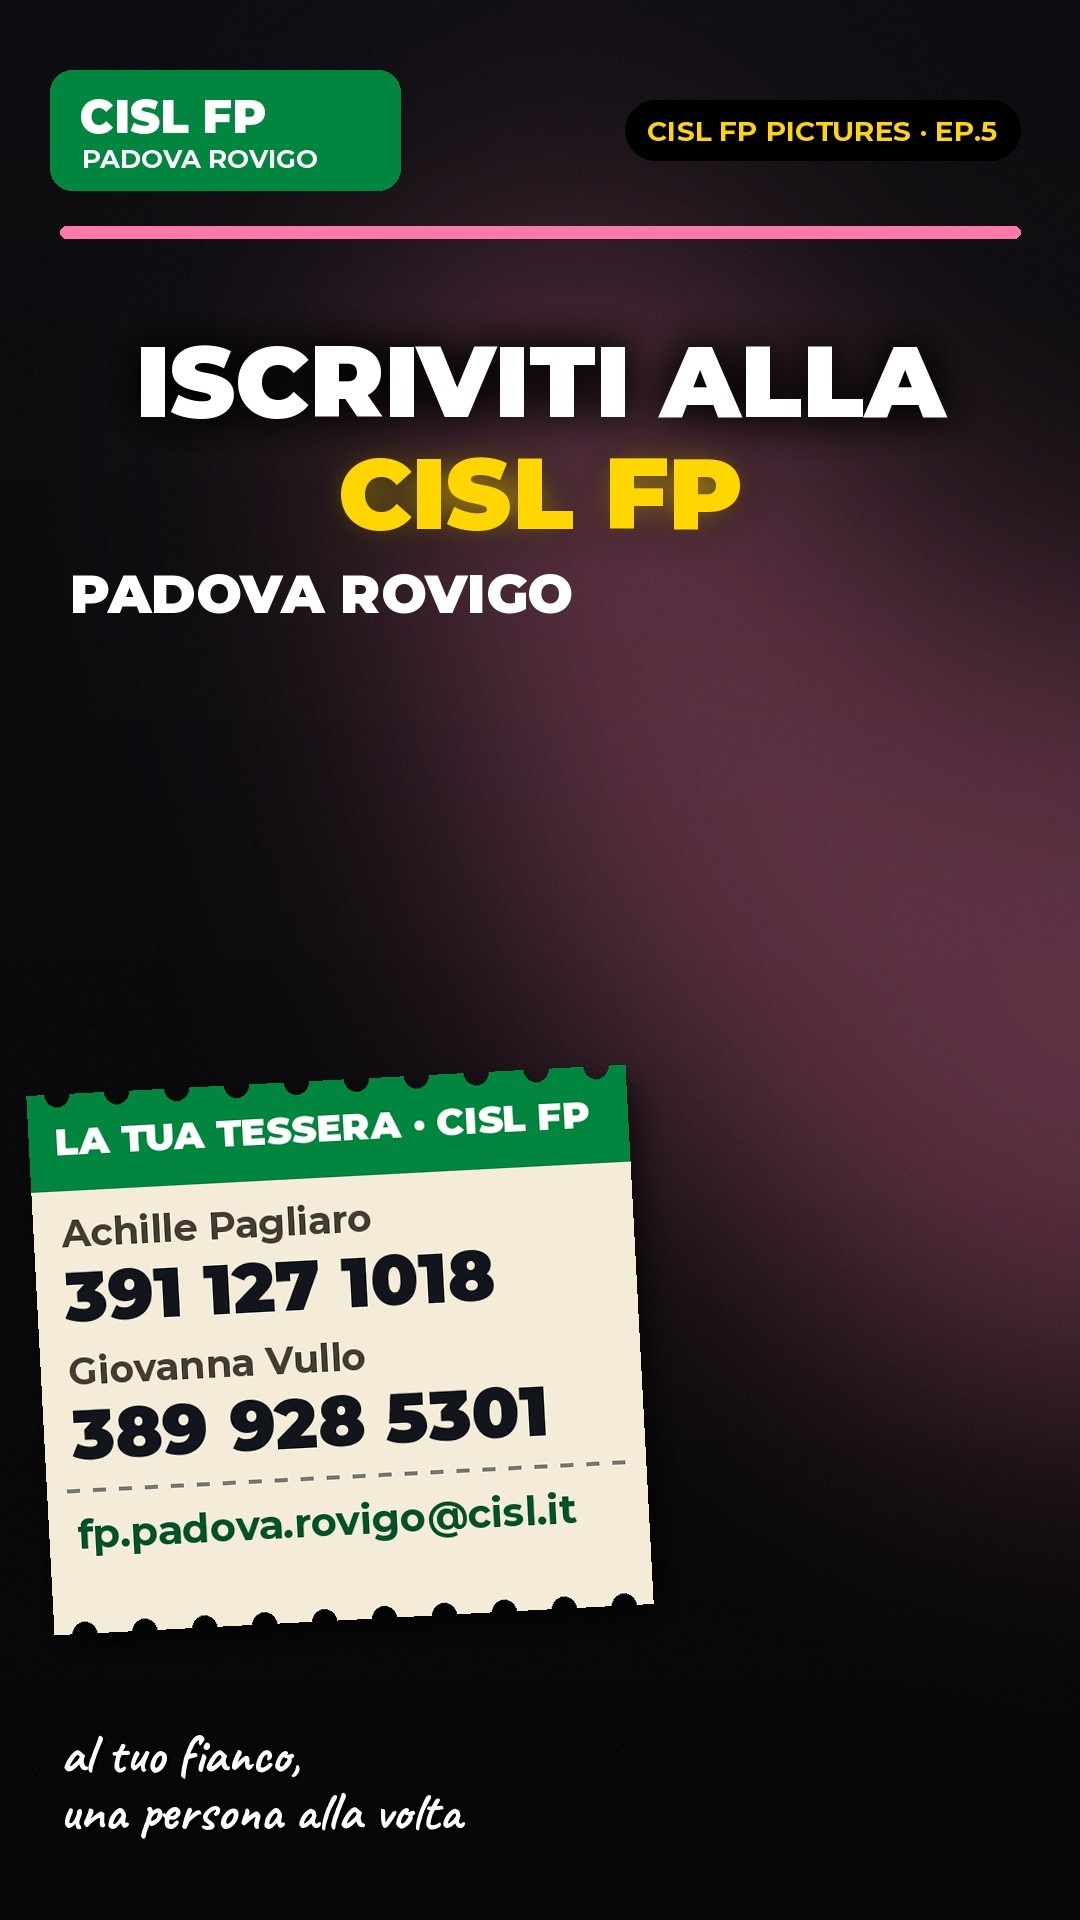 CISL FP
PADOVA ROVIGO
CISL FP PICTURES · EP.5
ISCRIVITI ALLA
CISL FP
PADOVA ROVIGO
LA TUA TESSERA · CISL FP
Achille Pagliaro
391 127 1018
Giovanna Vullo
389 928 5301
fp.padova.rovigo@cisl.it
al tuo fianco,
una persona alla volta